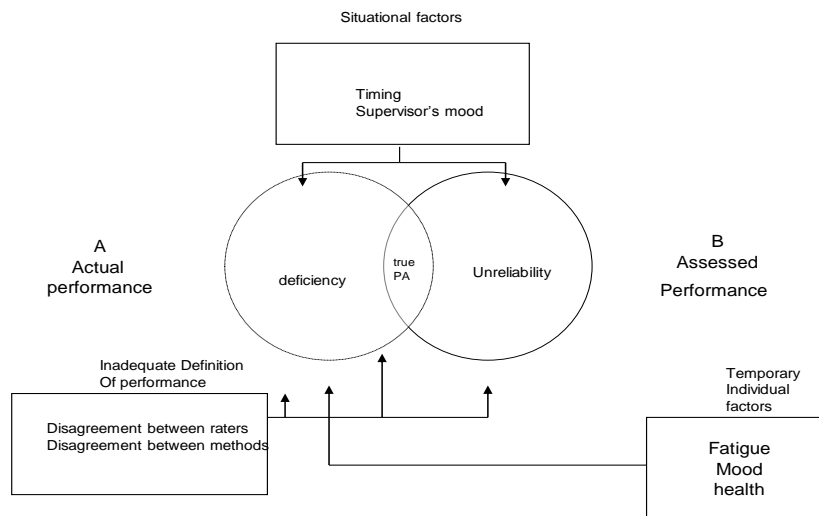 Situational factors
Timing
Supervisor's mood
A
Actual
performance
deficiency
true
PA
Unreliability
B
Assessed
Performance
Inadequate Definition
Of performance
Disagreement between raters
Disagreement between methods
Temporary
Individual
factors
Fatigue
Mood
health